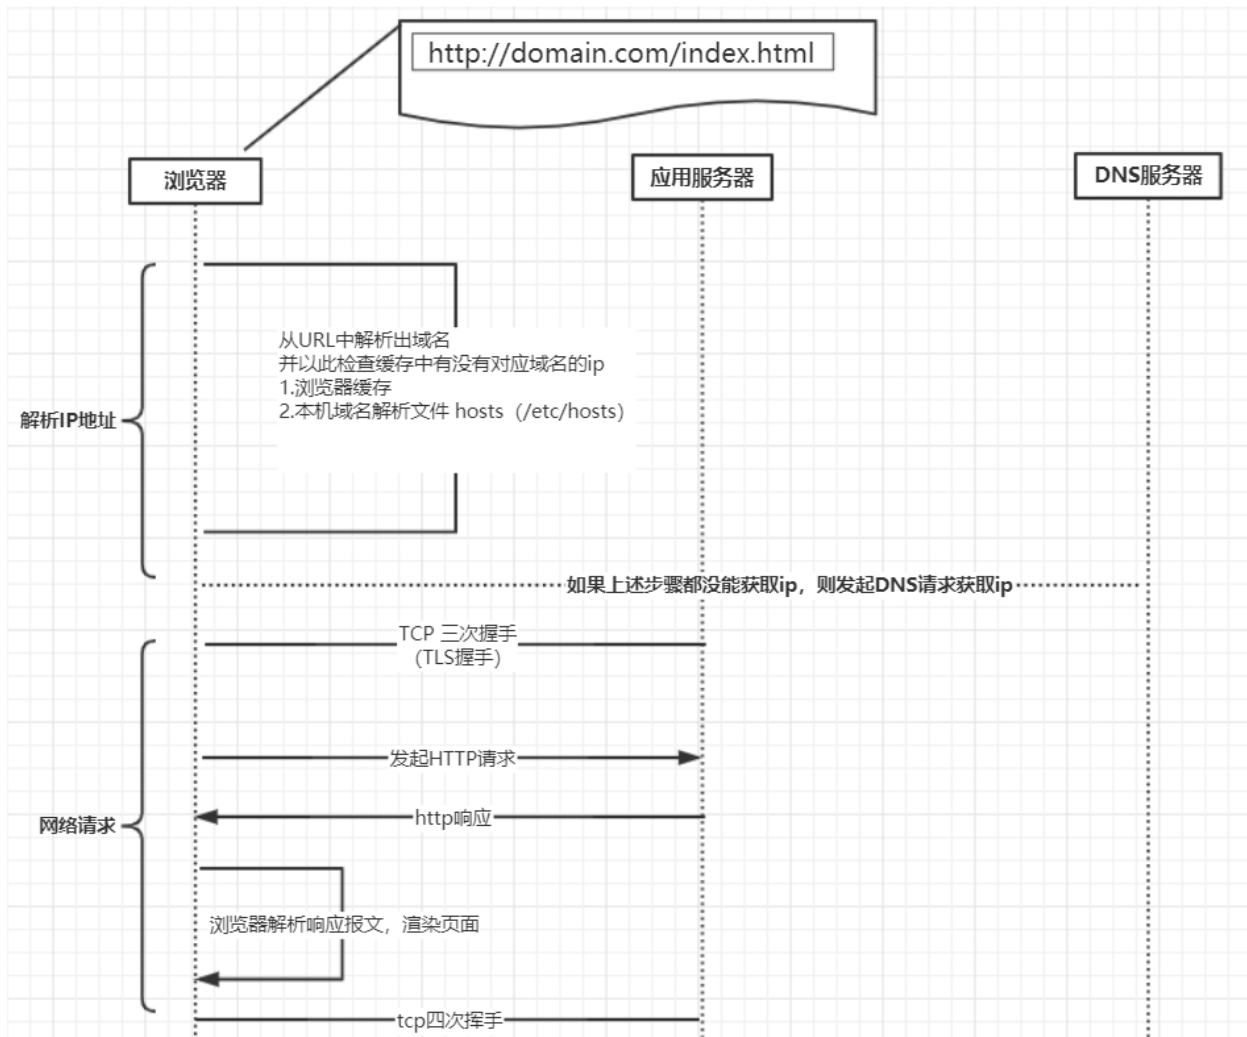 http://domain.com/index.html
浏览器
应用服务器
DNS服务器
从URL中解析出域名
并以此检查缓存中有没有对应域名的ip
1.浏览器缓存
2.本机域名解析文件 hosts（/etc/hosts）
解析IP地址
如果上述步骤都没能获取ip，则发起DNS请求获取ip
TCP 三次握手
（TLS握手）
发起HTTP请求
http响应
网络请求
浏览器解析响应报文，渲染页面
tcp四次挥手